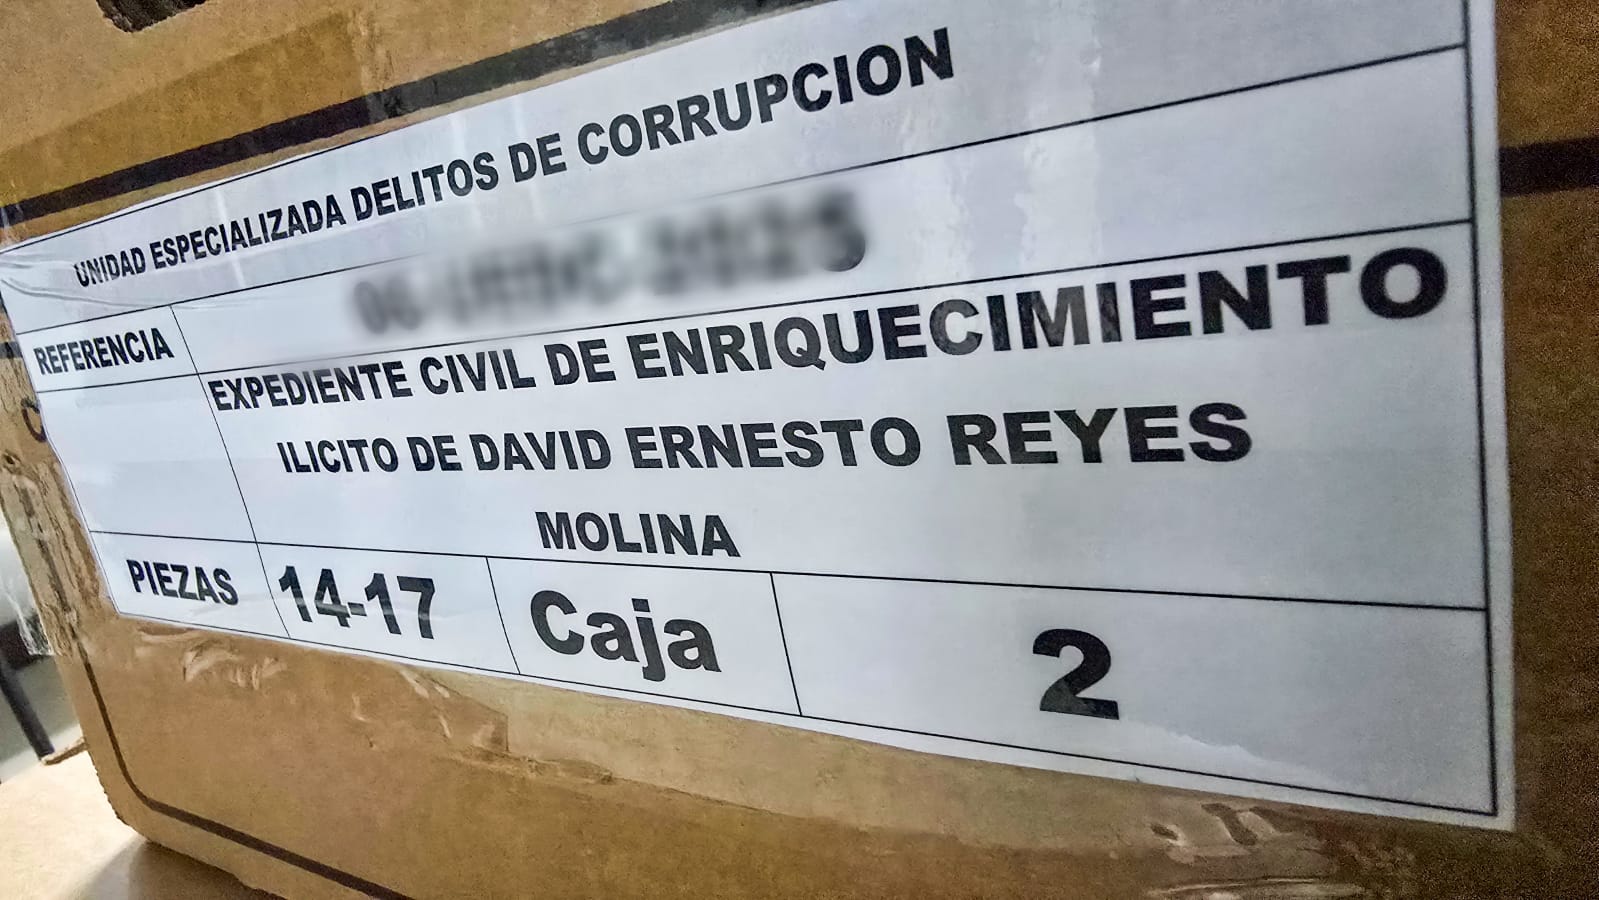 UNIDAD ESPECIALIZADA DELITOS DE CORRUPCION
REFERENCIA
EXPEDIENTE CIVIL DE ENRIQUECIMIENTO
ILICITO DE DAVID ERNESTO REYES
MOLINA
PIEZAS 14-17 Caja 2